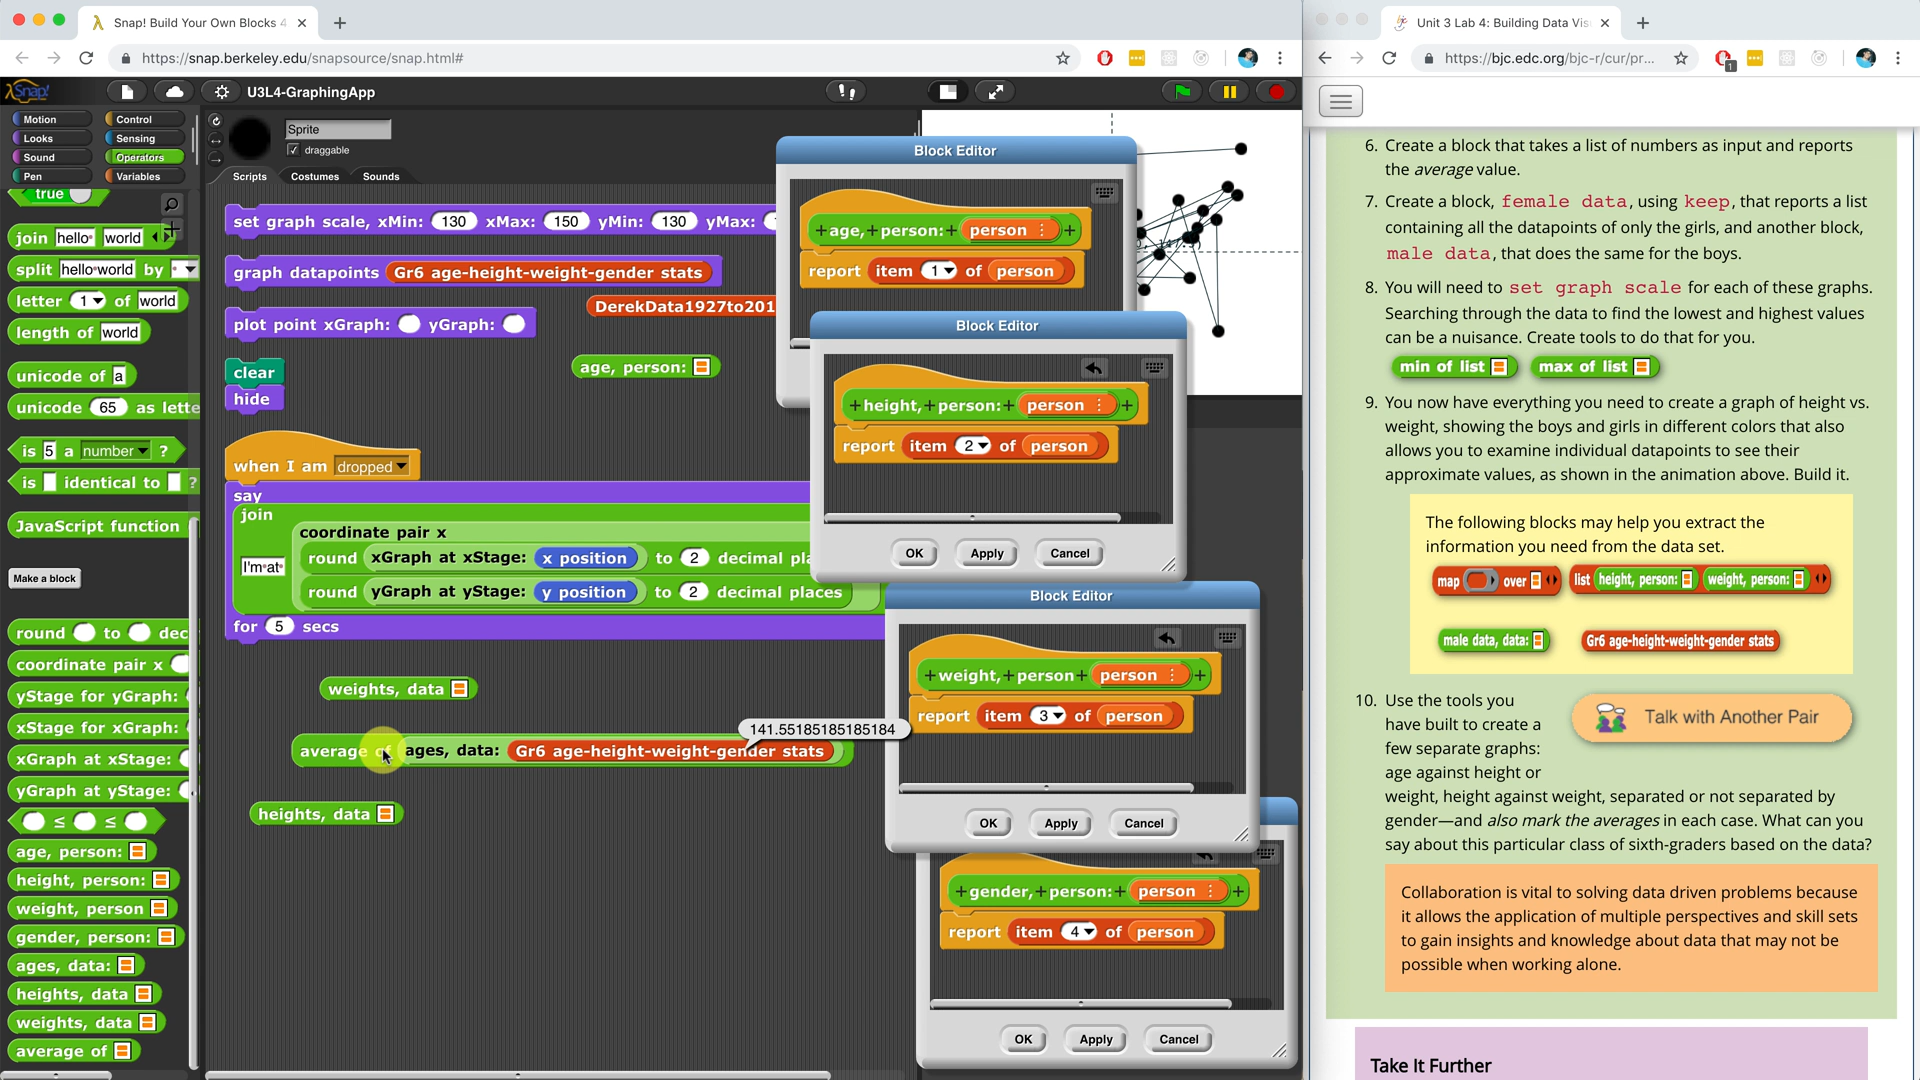 Snap! Build Your Own Blocks 4
https://snap.berkeley.edu/snapsource/snap.html#
Snap!
U3L4-GraphingApp
Motion
Control
Looks
Sensing
Sound
Operators
Pen
Variables
true
join hello world
split hello world by
letter 1 of world
length of world
unicode of a
unicode 65 as lette
is 5 a number ?
is identical to ?
JavaScript function
Make a block
round to dec
coordinate pair x
yStage for yGraph:
xStage for xGraph:
xGraph at xStage:
yGraph at yStage:
≤ ≤
age, person:
height, person:
weight, person
gender, person:
ages, data:
heights, data
weights, data
average of
Sprite
draggable
Scripts
Costumes
Sounds
set graph scale, xMin: 130 xMax: 150 yMin: 130 yMax:
graph datapoints Gr6 age-height-weight-gender stats
DerekData1927to201
plot point xGraph: yGraph:
age, person:
clear
hide
when I am dropped
say
join
I'm at
coordinate pair x
round xGraph at xStage: x position to 2 decimal pla
round yGraph at yStage: y position to 2 decimal places
for 5 secs
weights, data
141.55185185185184
average of ages, data: Gr6 age-height-weight-gender stats
heights, data
Block Editor
+ age, + person: + person +
report item 1 of person
Block Editor
+ height, + person: + person +
report item 2 of person
OK
Apply
Cancel
Block Editor
+ weight, + person + person +
report item 3 of person
OK
Apply
Cancel
+ gender, + person: + person +
report item 4 of person
OK
Apply
Cancel
Unit 3 Lab 4: Building Data Vis
https://bjc.edc.org/bjc-r/cur/pr...
1
6. Create a block that takes a list of numbers as input and reports
the average value.
7. Create a block, female data, using keep, that reports a list
containing all the datapoints of only the girls, and another block,
male data, that does the same for the boys.
8. You will need to set graph scale for each of these graphs.
Searching through the data to find the lowest and highest values
can be a nuisance. Create tools to do that for you.
min of list
max of list
9. You now have everything you need to create a graph of height vs.
weight, showing the boys and girls in different colors that also
allows you to examine individual datapoints to see their
approximate values, as shown in the animation above. Build it.
The following blocks may help you extract the
information you need from the data set.
map over
list height, person: weight, person:
male data, data:
Gr6 age-height-weight-gender stats
10. Use the tools you
have built to create a
few separate graphs:
age against height or
weight, height against weight, separated or not separated by
gender—and also mark the averages in each case. What can you
say about this particular class of sixth-graders based on the data?
Talk with Another Pair
Collaboration is vital to solving data driven problems because
it allows the application of multiple perspectives and skill sets
to gain insights and knowledge about data that may not be
possible when working alone.
Take It Further